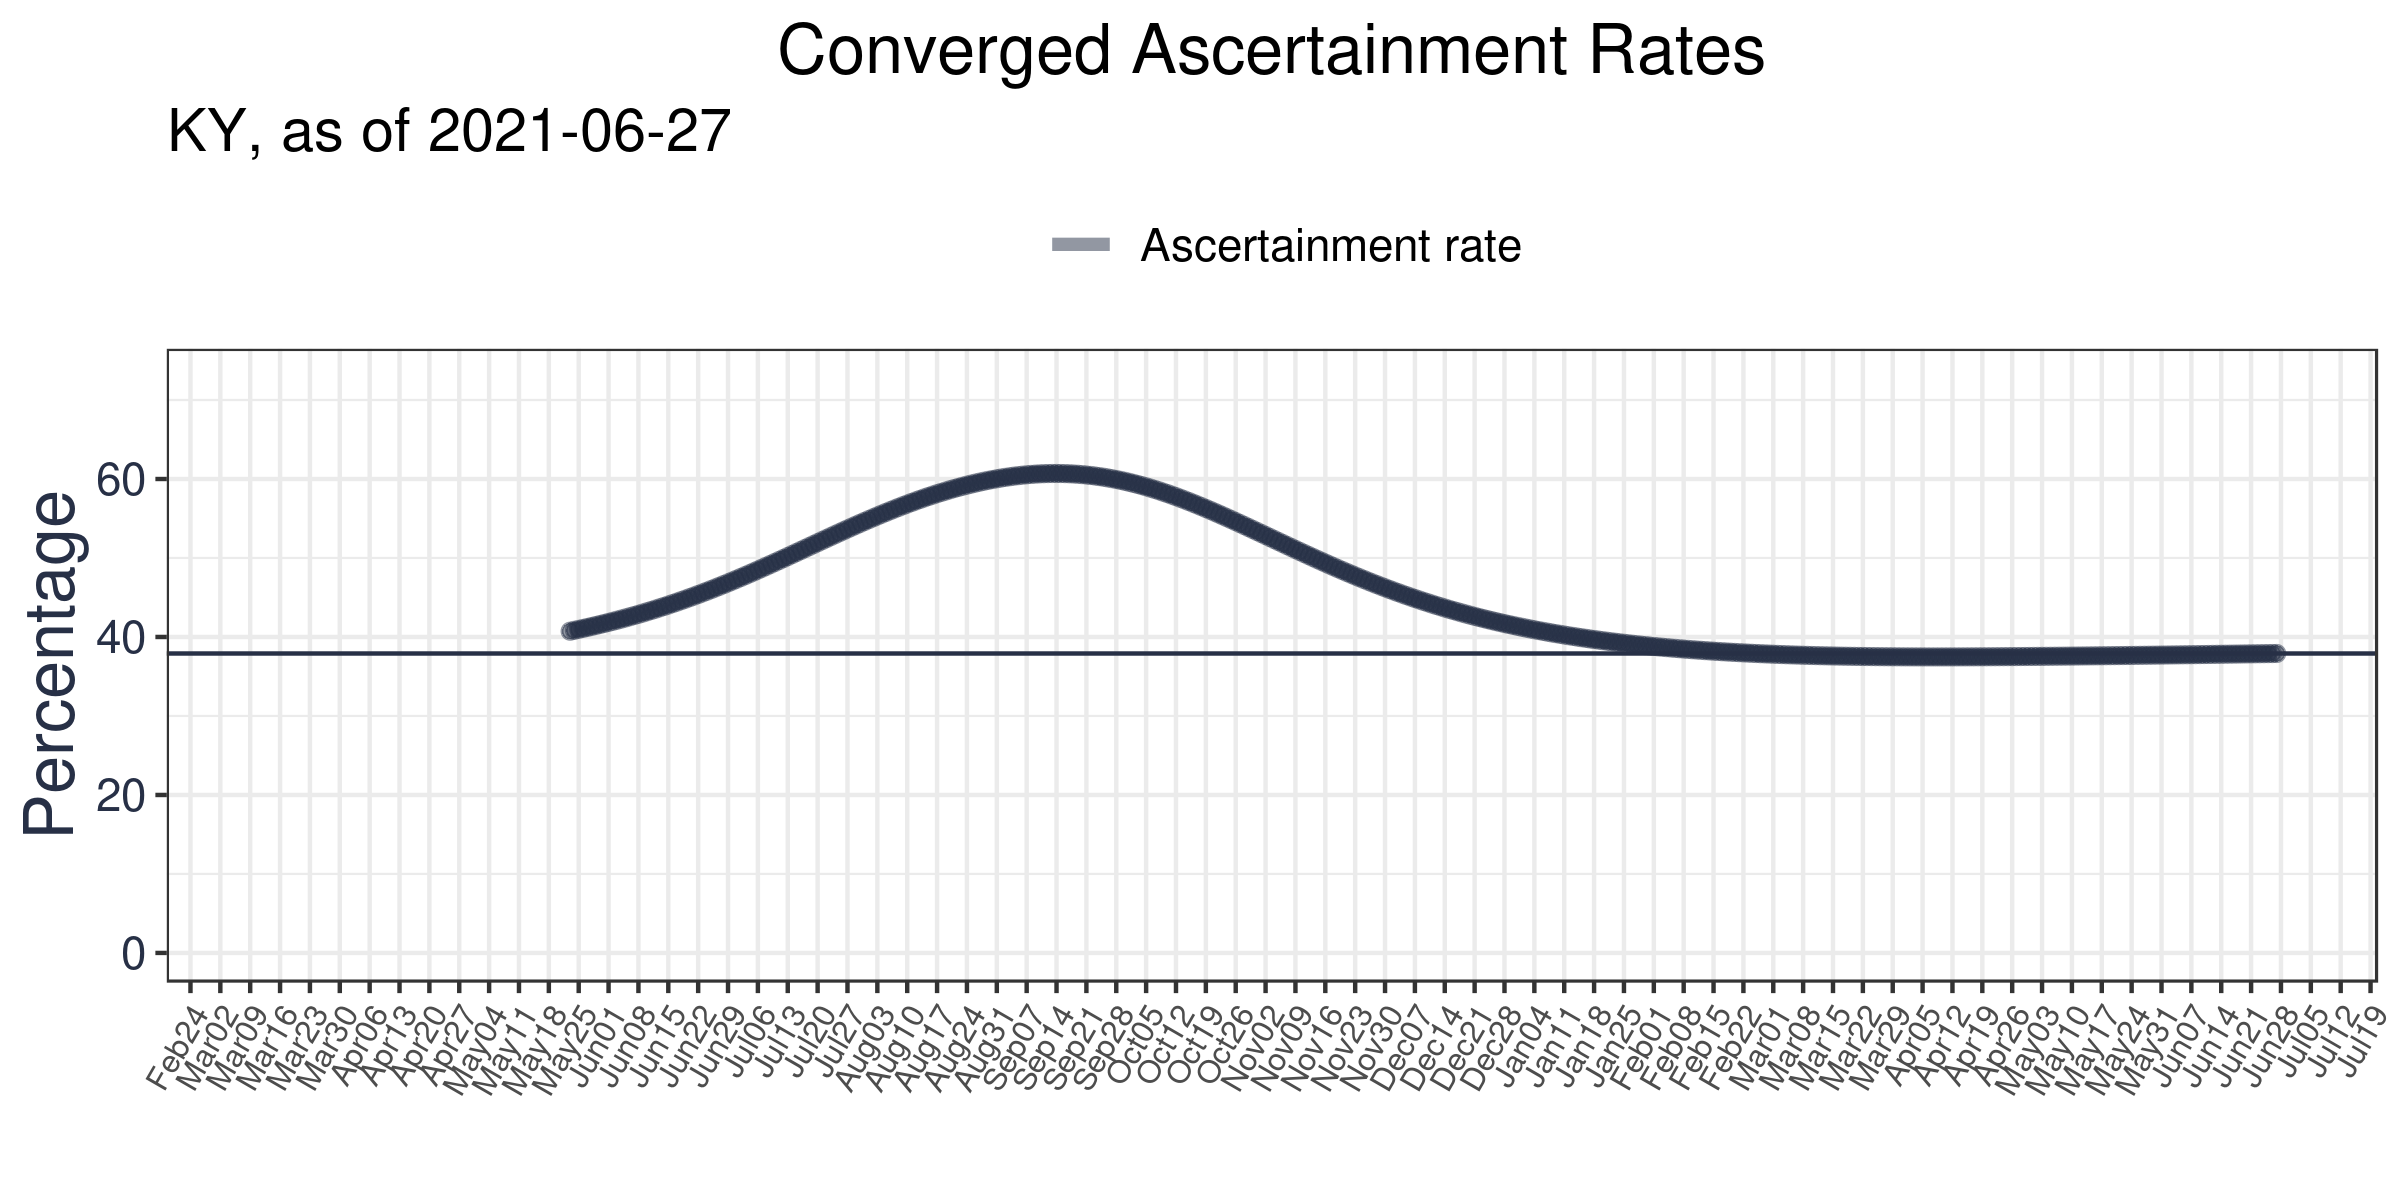 Converged Ascertainment Rates
KY, as of 2021-06-27
Ascertainment rate
Percentage
60
40
20
0
Feb24
Mar02
Mar09
Mar16
Mar23
Mar30
Apr06
Apr13
Apr20
Apr27
May04
May11
May18
May25
Jun01
Jun08
Jun15
Jun22
Jun29
Jul06
Jul13
Jul20
Jul27
Aug03
Aug10
Aug17
Aug24
Aug31
Sep07
Sep14
Sep21
Sep28
Oct05
Oct12
Oct19
Oct26
Nov02
Nov09
Nov16
Nov23
Nov30
Dec07
Dec14
Dec21
Dec28
Jan04
Jan11
Jan18
Jan25
Feb01
Feb08
Feb15
Feb22
Mar01
Mar08
Mar15
Mar22
Mar29
Apr05
Apr12
Apr19
Apr26
May03
May10
May17
May24
May31
Jun07
Jun14
Jun21
Jun28
Jul05
Jul12
Jul19